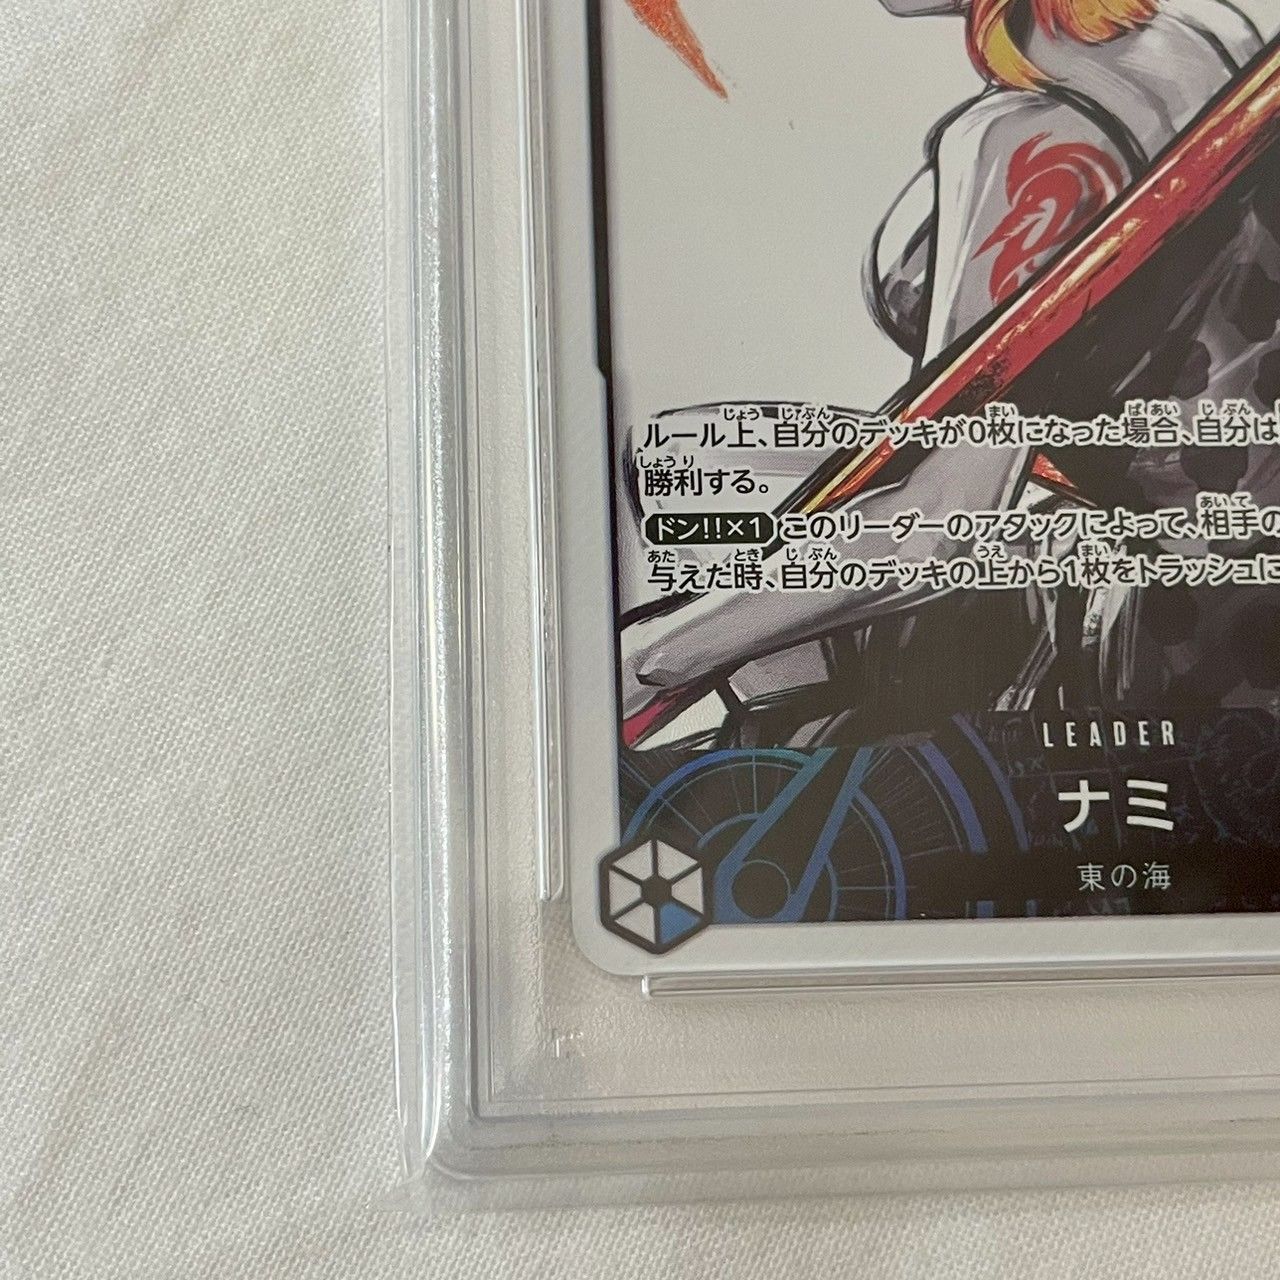 ルール上、自分のデッキが0枚になった場合、自分は
勝利する。
ドン!!×1 このリーダーのアタックによって、相手の
与えた時、自分のデッキの上から1枚をトラッシュに
LEADER
ナミ
東の海